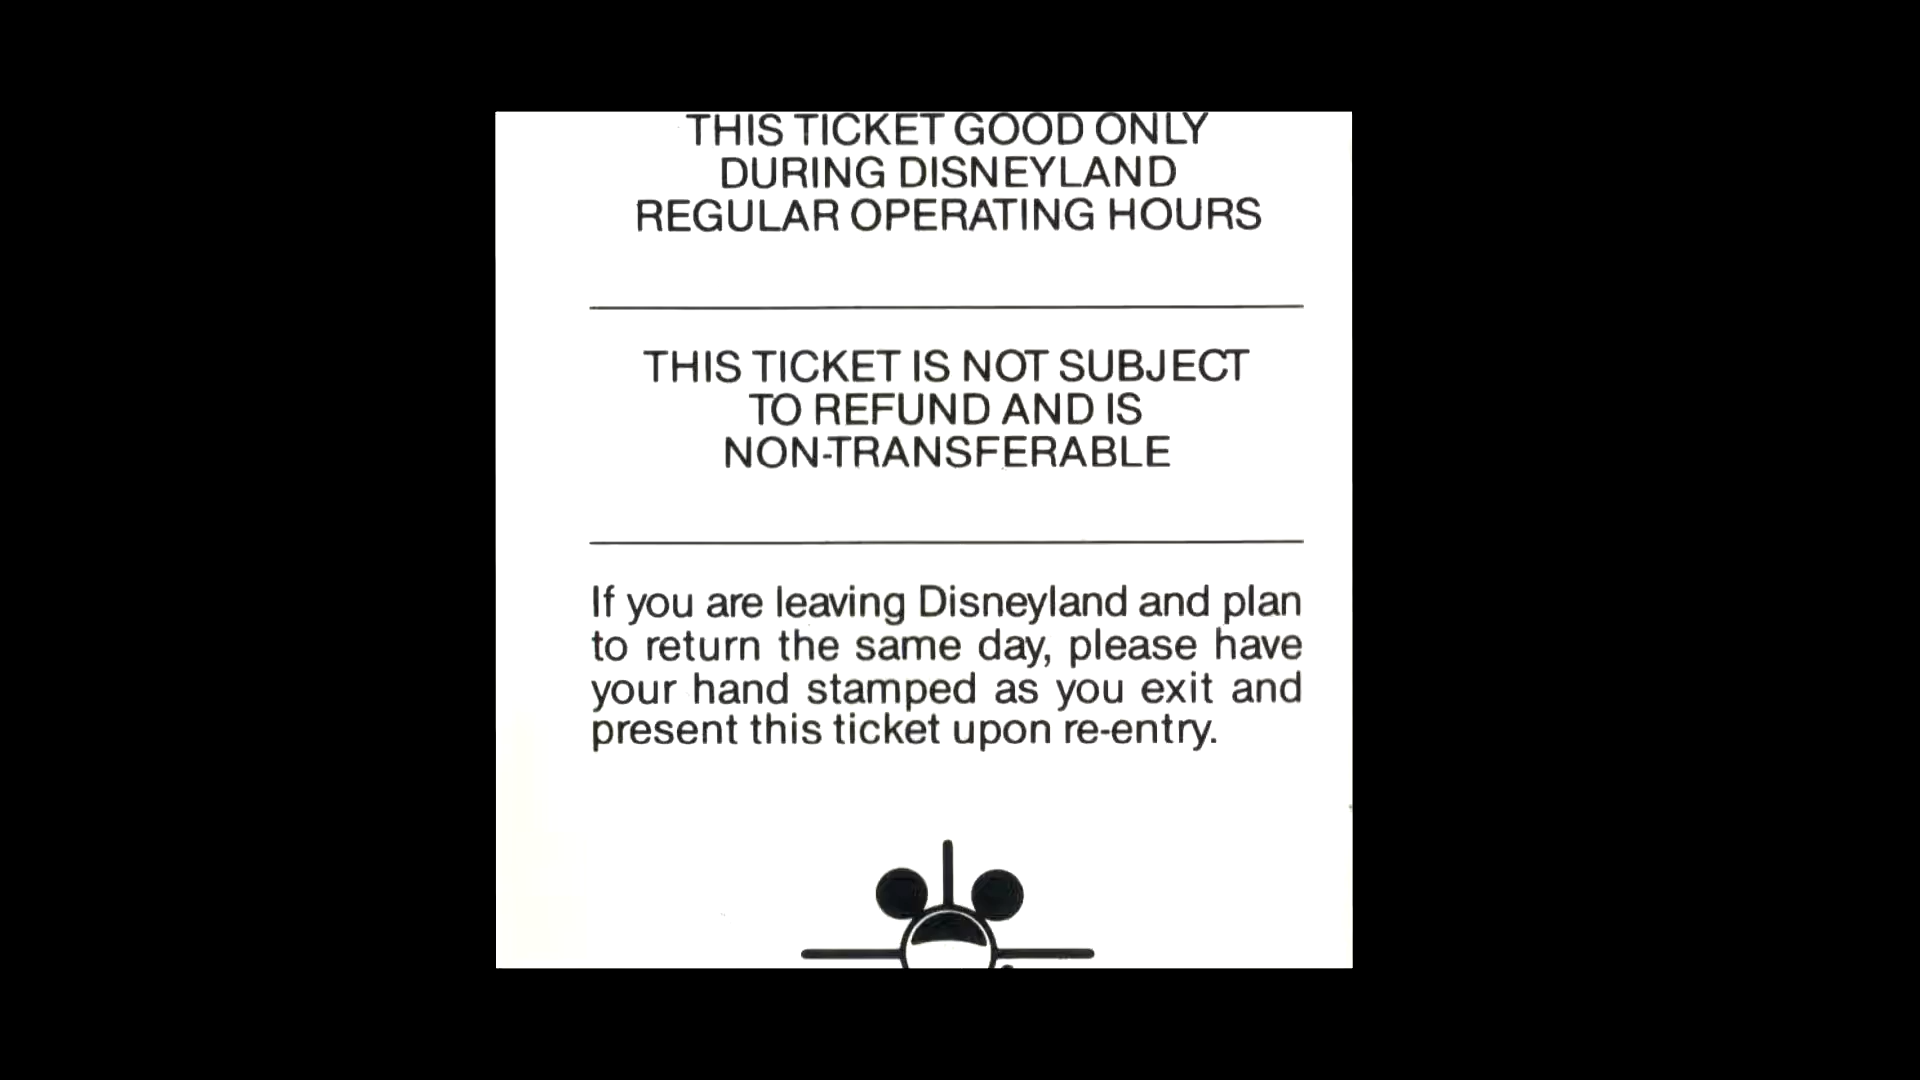 THIS TICKET GOOD ONLY
DURING DISNEYLAND
REGULAR OPERATING HOURS
THIS TICKET IS NOT SUBJECT
TO REFUND AND IS
NON-TRANSFERABLE
If you are leaving Disneyland and plan
to return the same day, please have
your hand stamped as you exit and
present this ticket upon re-entry.